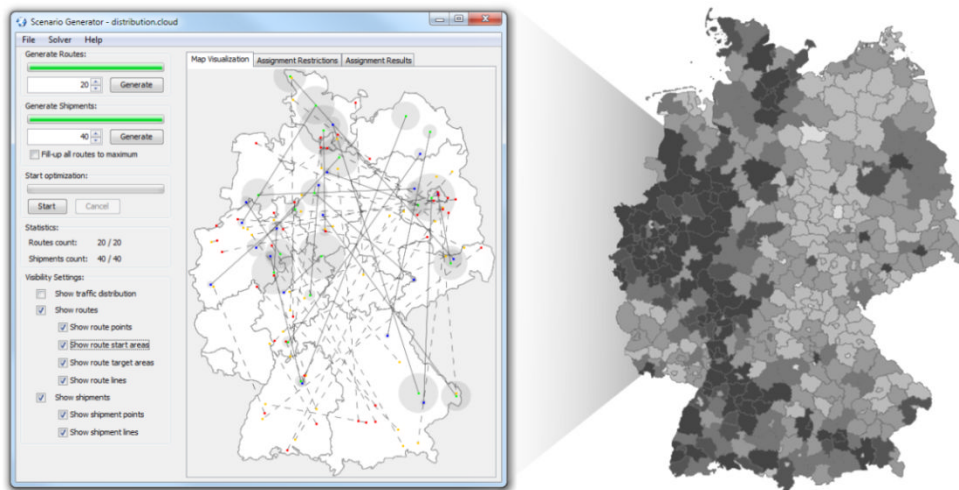 Scenario Generator - distribution.cloud
File Solver Help
Generate Routes:
20
Generate
Generate Shipments:
40
Generate
Fill-up all routes to maximum
Start optimization:
Start
Cancel
Statistics:
Routes count: 20 / 20
Shipments count: 40 / 40
Visibility Settings:
Show traffic distribution
Show routes
Show route points
Show route start areas
Show route target areas
Show route lines
Show shipments
Show shipment points
Show shipment lines
Map Visualization
Assignment Restrictions
Assignment Results